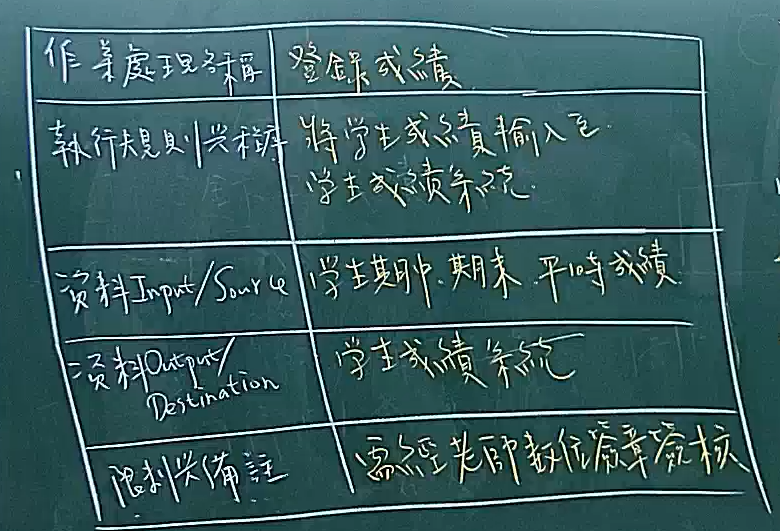 作業處理名稱
登錄成績
執行規則与程序
將学生成績輸入至
学生成績系統
資料Input/Source
学生期中、期末、平時成績
資料Output/
Destination
学生成績系統
限制与備註
需經老師數位簽章簽核